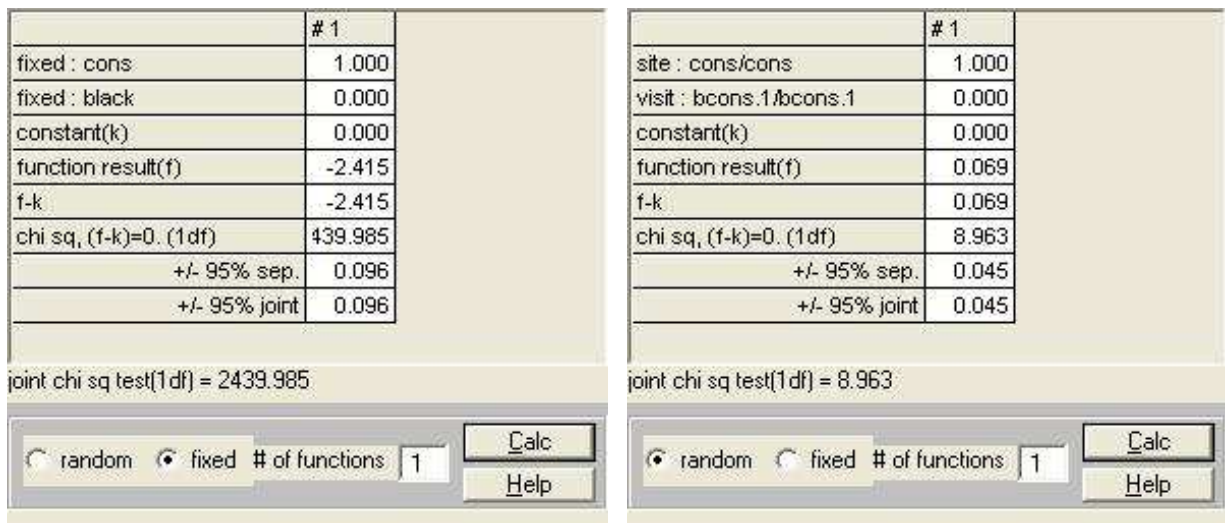 # 1
fixed : cons 1.000
fixed : black 0.000
constant(k) 0.000
function result(f) -2.415
f-k -2.415
chi sq, (f-k)=0. (1df) 439.985
+/- 95% sep. 0.096
+/- 95% joint 0.096
joint chi sq test(1df) = 2439.985
random fixed # of functions 1 Calc
Help
# 1
site : cons/cons 1.000
visit : bcons.1/bcons.1 0.000
constant(k) 0.000
function result(f) 0.069
f-k 0.069
chi sq, (f-k)=0. (1df) 8.963
+/- 95% sep. 0.045
+/- 95% joint 0.045
joint chi sq test(1df) = 8.963
random fixed # of functions 1 Calc
Help